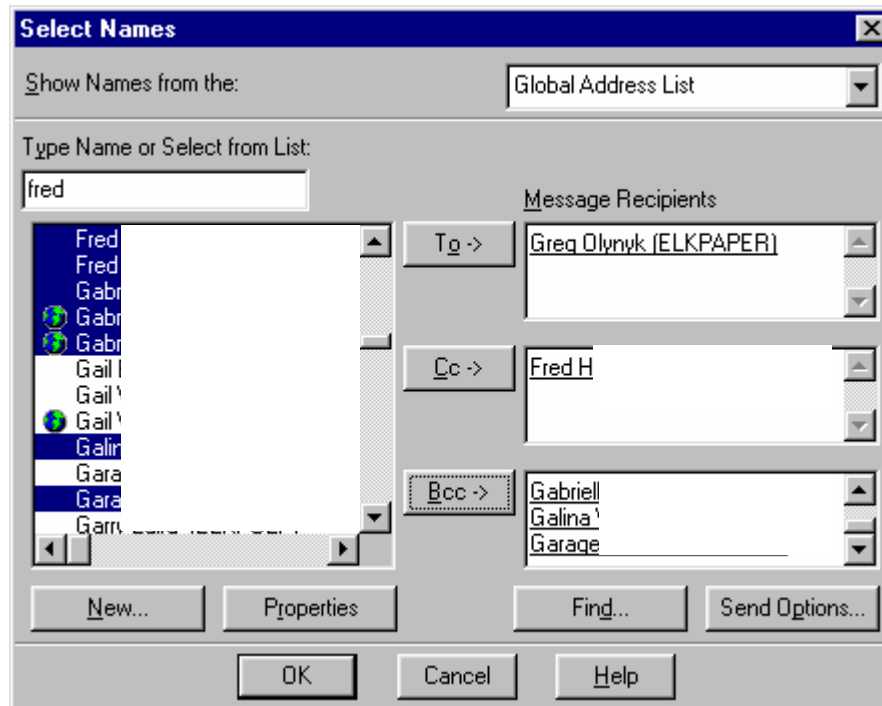 Select Names
Show Names from the:
Global Address List
Type Name or Select from List:
fred
Message Recipients
Fred
Fred
Gabr
Gabr
Gabr
Gail
Gail
Gail
Galin
Gara
Gara
To ->
Greg Olynyk (ELKPAPER)
Cc ->
Fred H
Bcc ->
Gabriell
Galina
Garage
New...
Properties
Find...
Send Options...
OK
Cancel
Help